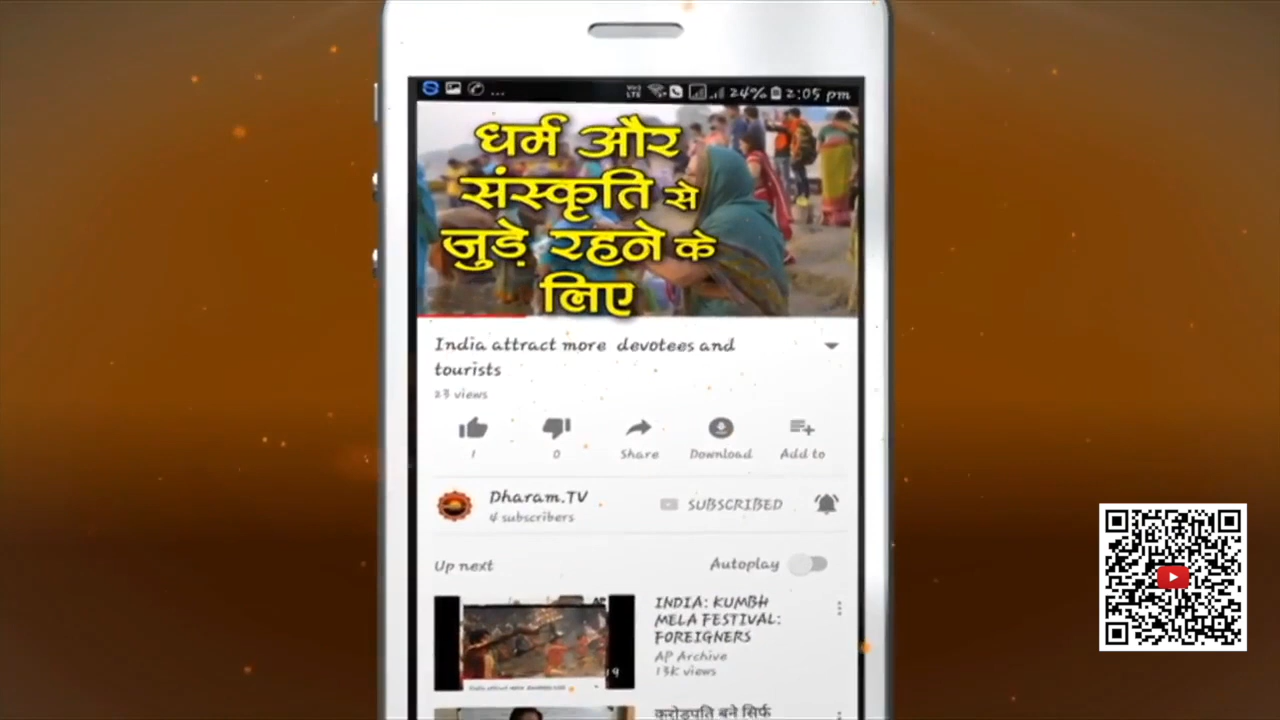 24% 2:05 pm
धर्म और
संस्कृति से
जुड़े रहने के
लिए
India attract more devotees and
tourists
23 views
1 0 Share Download Add to
Dharam.TV SUBSCRIBED
4 subscribers
Up next Autoplay
INDIA: KUMBH
MELA FESTIVAL:
FOREIGNERS
AP Archive
13K views
करोड़पति बने सिर्फ